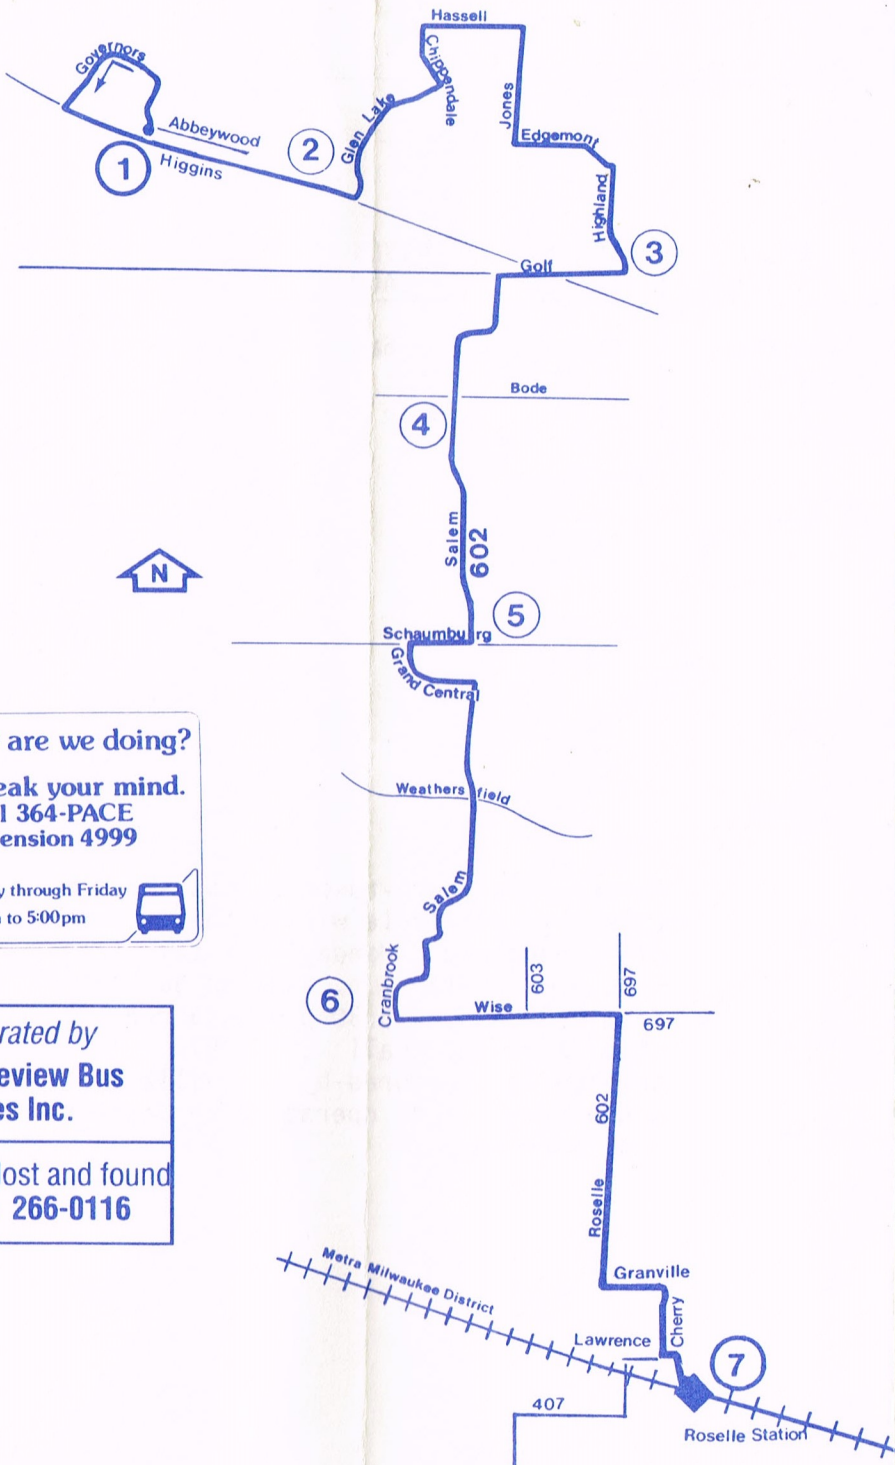 Hassell
Governors
Chippendale
Jones
Glen Lake
Abbeywood
2
Edgemont
1
Higgins
Highland
3
Golf
Bode
4
Salem
602
N
5
Schaumburg
Grand Central
are we doing?
eak your mind.
l 364-PACE
ension 4999
y through Friday
to 5:00pm
Weathersfield
Salem
Cranbrook
6
603
697
Wise
697
rated by
eview Bus
es Inc.
lost and found
266-0116
602
Roselle
Metra Milwaukee District
Granville
Cherry
Lawrence
7
407
Roselle Station